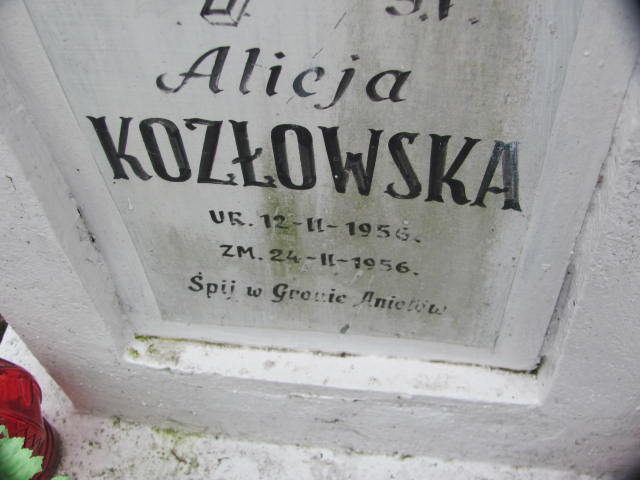 Ś.P.
Alicja
KOZŁOWSKA
UR. 12-II-1956.
ZM. 24-II-1956.
Śpij w Gronie Aniołów